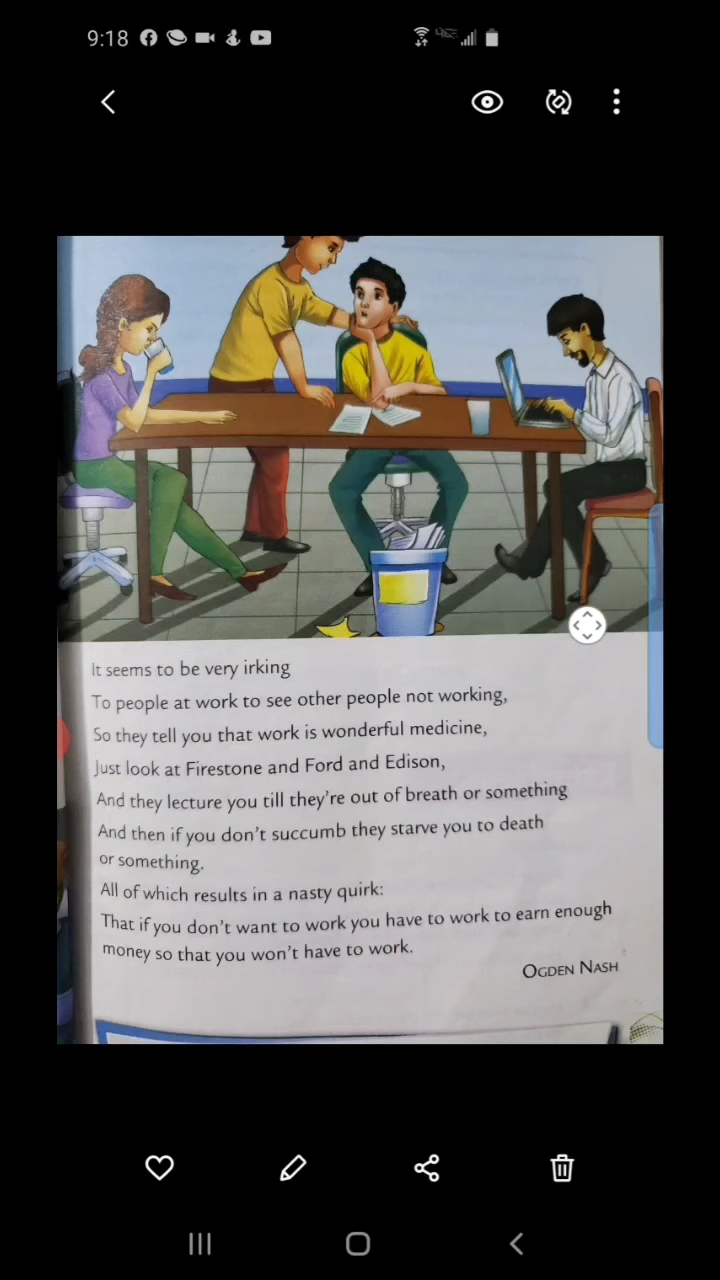 9:18
It seems to be very irking
To people at work to see other people not working,
So they tell you that work is wonderful medicine,
Just look at Firestone and Ford and Edison,
And they lecture you till they're out of breath or something
And then if you don't succumb they starve you to death
or something.
All of which results in a nasty quirk:
That if you don't want to work you have to work to earn enough
money so that you won't have to work.
OGDEN NASH